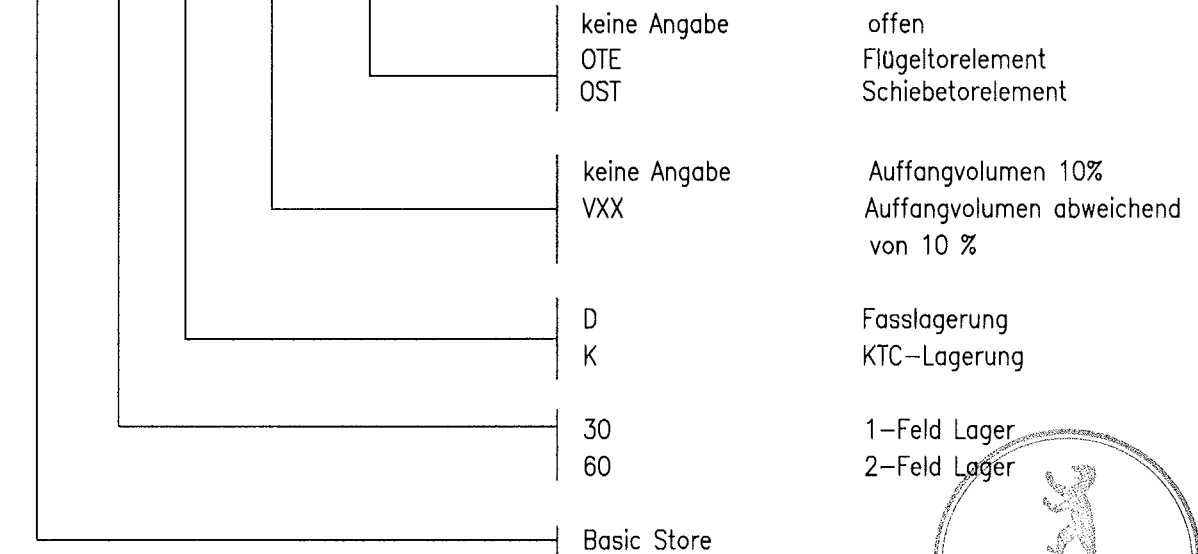 keine Angabe offen
OTE Flügeltorelement
OST Schiebetorelement
keine Angabe Auffangvolumen 10%
VXX Auffangvolumen abweichend
von 10 %
D Fasslagerung
K KTC-Lagerung
30 1-Feld Lager
60 2-Feld Lager
Basic Store